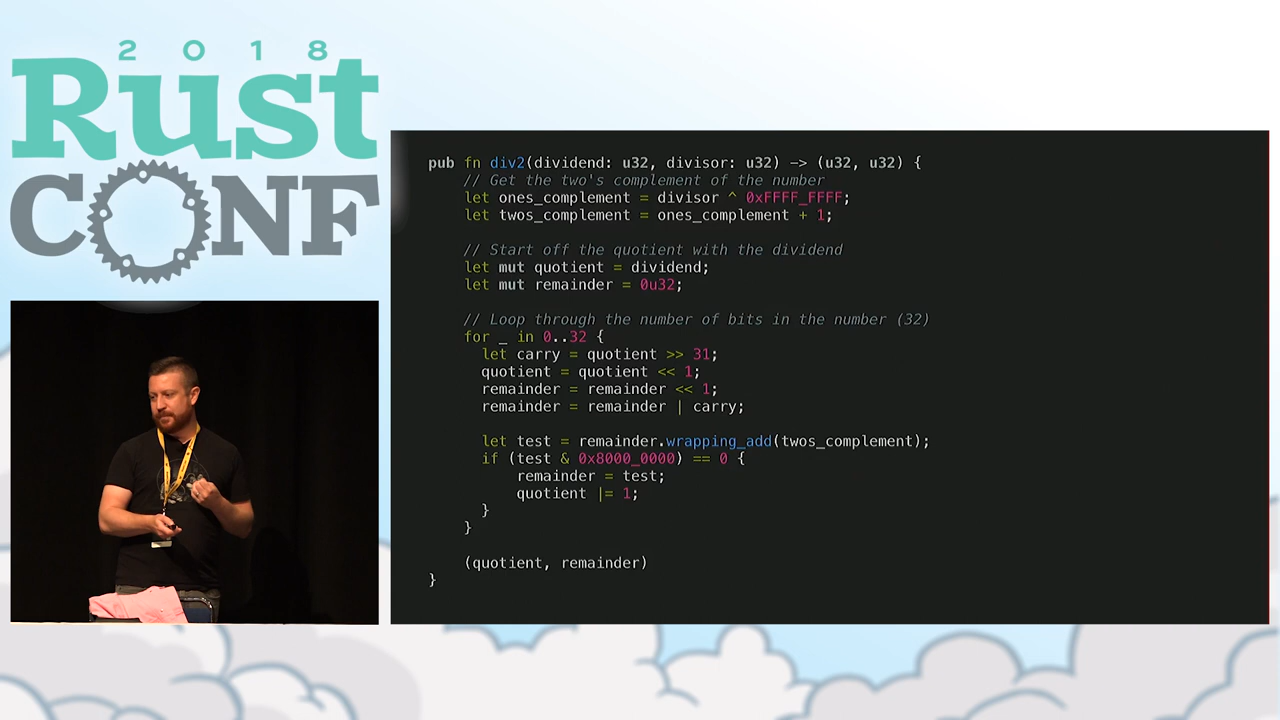 2018
Rust
CONF
pub fn div2(dividend: u32, divisor: u32) -> (u32, u32) {
    // Get the two's complement of the number
    let ones_complement = divisor ^ 0xFFFF_FFFF;
    let twos_complement = ones_complement + 1;
    // Start off the quotient with the dividend
    let mut quotient = dividend;
    let mut remainder = 0u32;
    // Loop through the number of bits in the number (32)
    for _ in 0..32 {
      let carry = quotient >> 31;
      quotient = quotient << 1;
      remainder = remainder << 1;
      remainder = remainder | carry;
      let test = remainder.wrapping_add(twos_complement);
      if (test & 0x8000_0000) == 0 {
          remainder = test;
          quotient |= 1;
      }
    }
    (quotient, remainder)
}